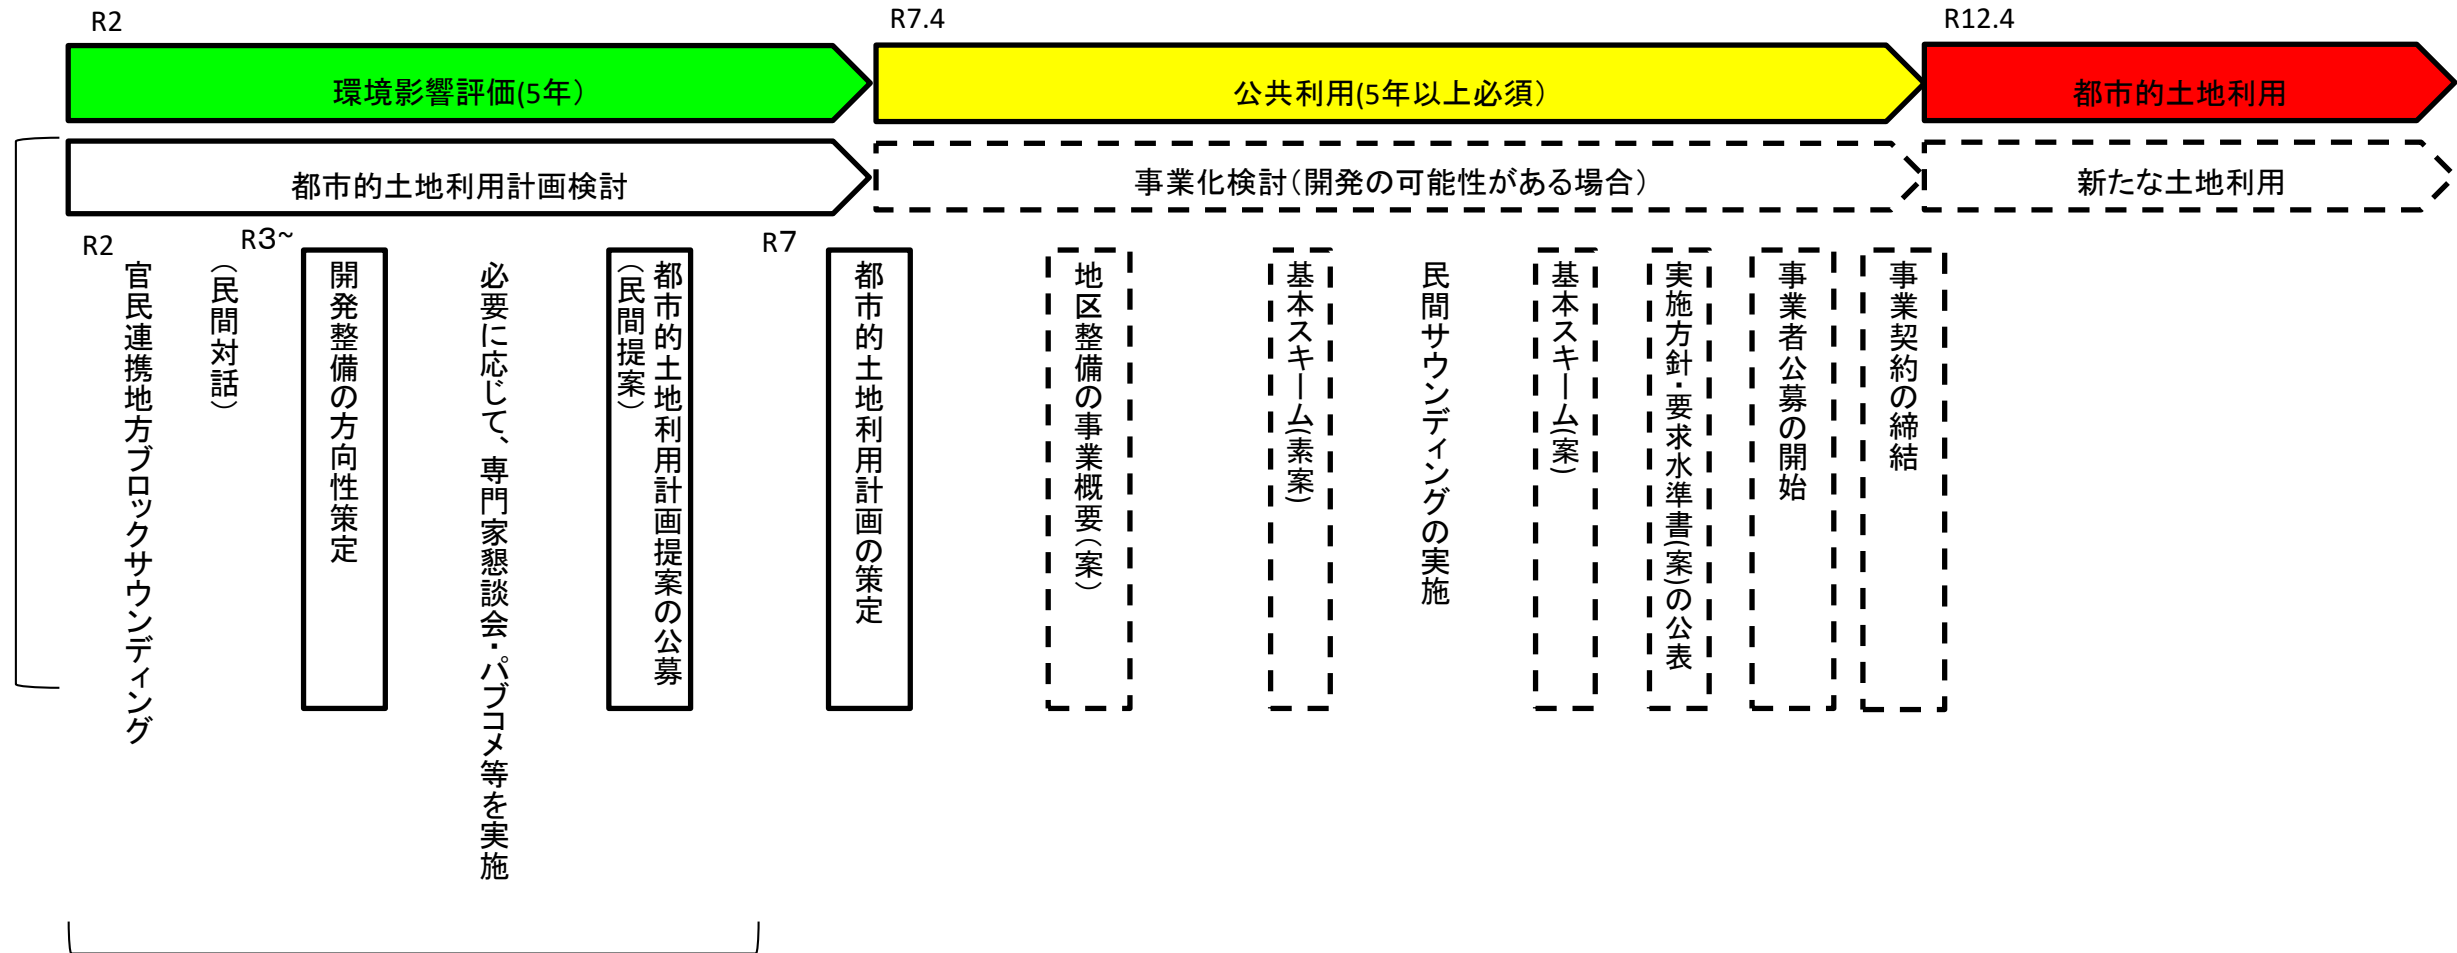 R2
R7.4
R12.4
環境影響評価(5年）
公共利用(5年以上必須）
都市的土地利用
都市的土地利用計画検討
事業化検討（開発の可能性がある場合）
新たな土地利用
R2
官民連携地方ブロックサウンディング
（民間対話）
R３~
開発整備の方向性策定
必要に応じて、専門家懇談会・パブコメ等を実施
都市的土地利用計画提案の公募
（民間提案）
R７
都市的土地利用計画の策定
地区整備の事業概要（案）
基本スキーム(素案)
民間サウンディングの実施
基本スキーム(案)
実施方針・要求水準書(案)の公表
事業者公募の開始
事業契約の締結